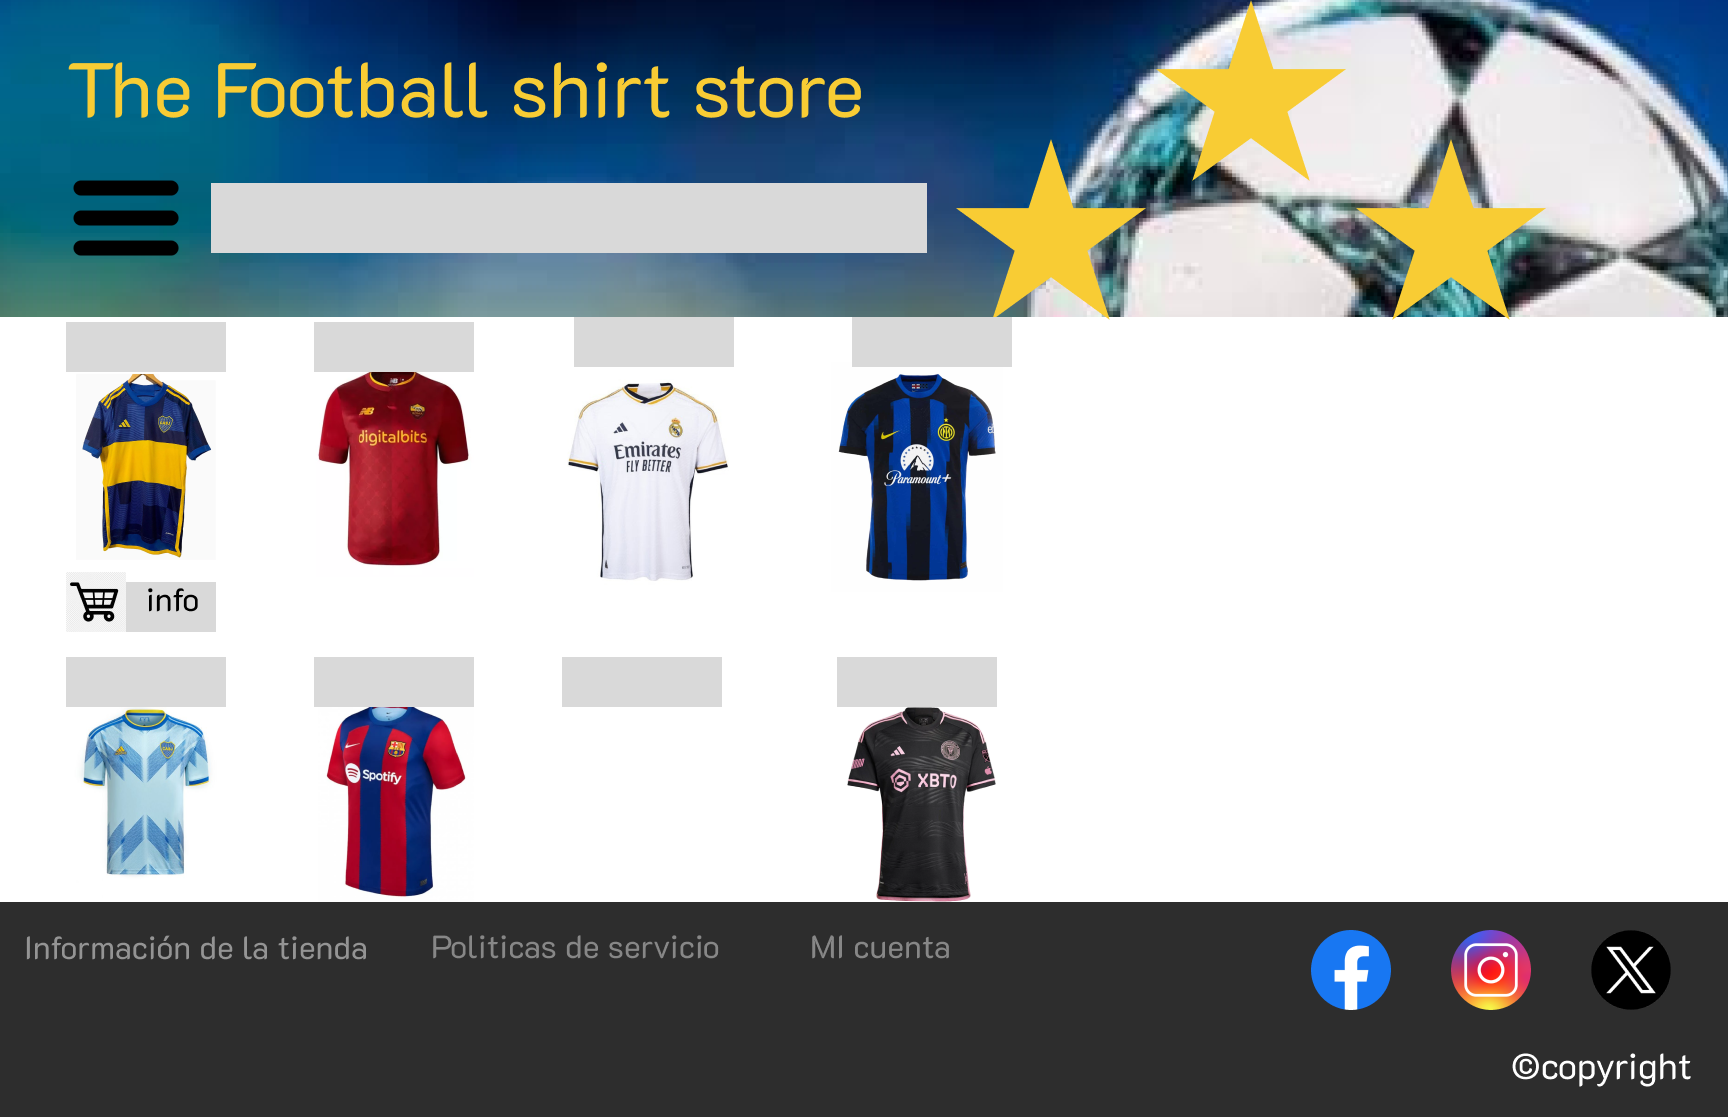 The Football shirt store
digitalbits
Emirates
FLY BETTER
Paramount+
info
Spotify
XBTO
Información de la tienda
Politicas de servicio
MI cuenta
©copyright